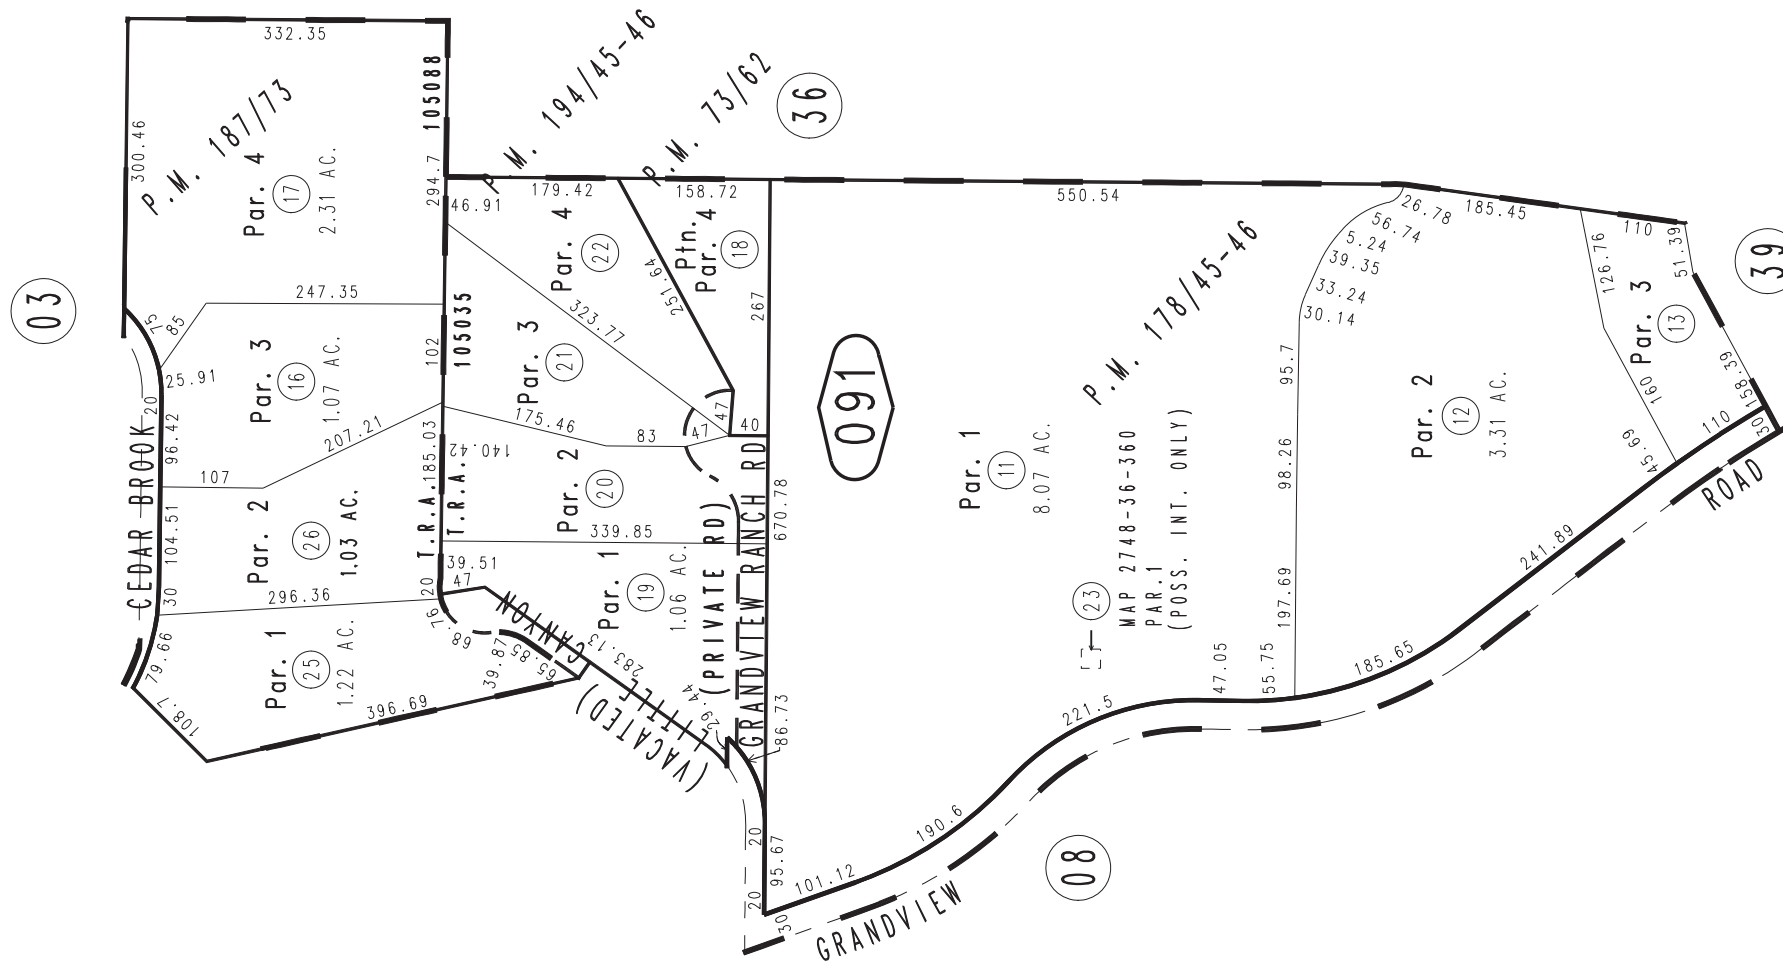 332.35
300.46
P.M. 187/73
Par. 4
17
2.31 AC.
105088
294.7
P.M. 194/45-46
P.M. 73/62
36
03
39
46.91
179.42
158.72
550.54
26.78
56.74
5.24
39.35
33.24
30.14
185.45
110
51.39
126.76
Par. 3
13
160
158.39
110
30
45.69
247.35
75
85
Par. 3
16
1.07 AC.
25.91
20
102
105035
207.21
96.42
107
CEDAR BROOK
104.51
30
Par. 2
26
1.03 AC.
T.R.A.
185.03
T.R.A.
140.42
296.36
79.66
Par. 1
25
1.22 AC.
108.7
396.69
Par. 4
22
Ptn.
Par. 4
18
251.64
267
323.77
Par. 3
21
175.46
83
47
47
40
Par. 2
20
339.85
39.51
47
20
68.76
39.87
65.85
Par. 1
19
1.06 AC.
283.13
LITTLE CANYON
(VACATED)
29.44
(PRIVATE RD)
GRANDVIEW RANCH RD
670.78
86.73
20
20
95.67
30
101.12
190.6
221.5
091
P.M. 178/45-46
Par. 1
11
8.07 AC.
23
MAP 2748-36-360
PAR.1
(POSS. INT. ONLY)
95.7
98.26
197.69
55.75
47.05
185.65
241.89
Par. 2
12
3.31 AC.
08
GRANDVIEW
ROAD